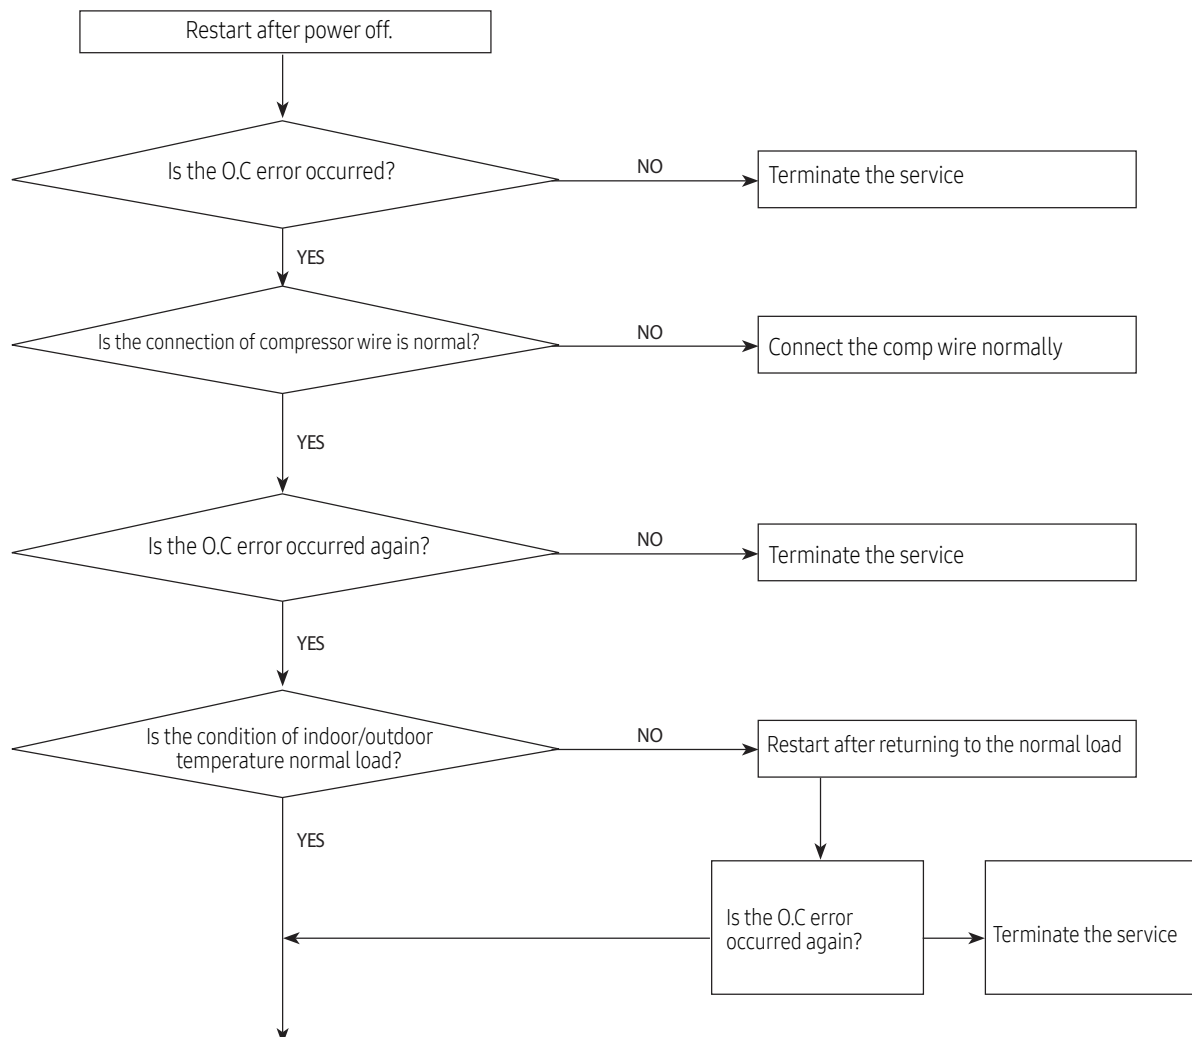 Restart after power off.
Is the O.C error occurred?
NO
Terminate the service
YES
Is the connection of compressor wire is normal?
NO
Connect the comp wire normally
YES
Is the O.C error occurred again?
NO
Terminate the service
YES
Is the condition of indoor/outdoor
temperature normal load?
NO
Restart after returning to the normal load
YES
Is the O.C error
occurred again?
Terminate the service